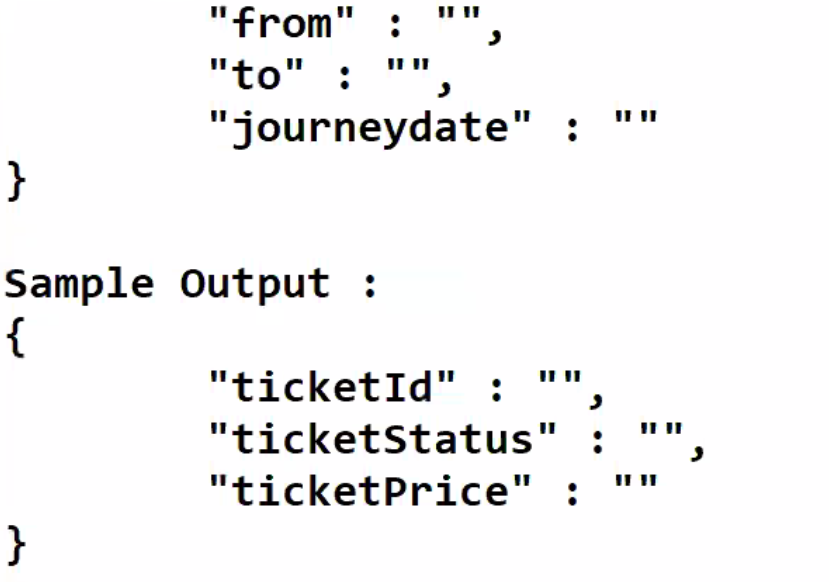 "from" : "",
"to" : "",
"journeydate" : ""
}
Sample Output :
{
"ticketId" : "",
"ticketStatus" : "",
"ticketPrice" : ""
}